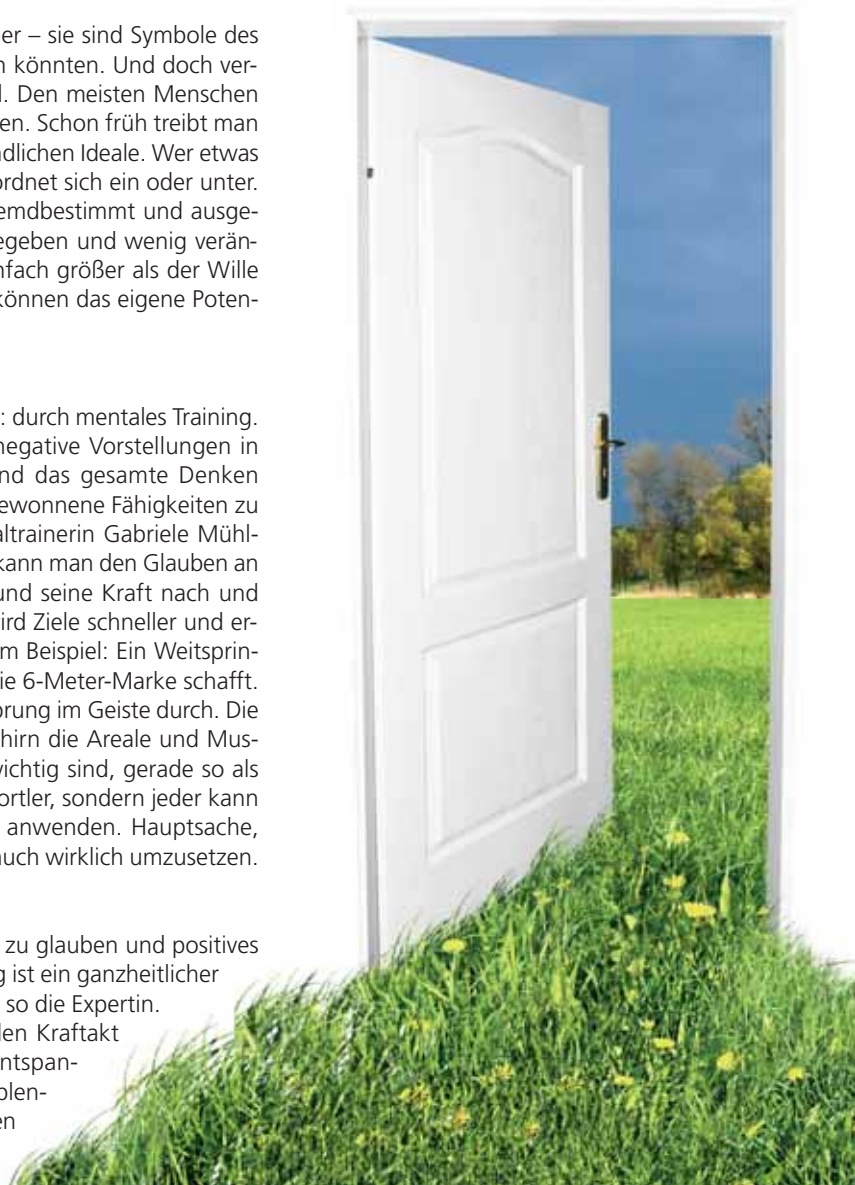 er – sie sind Symbole des
n könnten. Und doch ver-
. Den meisten Menschen
en. Schon früh treibt man
dlichen Ideale. Wer etwas
ordnet sich ein oder unter.
emdbestimmt und ausge-
egeben und wenig verän-
nfach größer als der Wille
können das eigene Poten-
: durch mentales Training.
negative Vorstellungen in
nd das gesamte Denken
ewonnene Fähigkeiten zu
altrainerin Gabriele Mühl-
kann man den Glauben an
und seine Kraft nach und
ird Ziele schneller und er-
m Beispiel: Ein Weitsprin-
ie 6-Meter-Marke schafft.
prung im Geiste durch. Die
hirn die Areale und Mus-
wichtig sind, gerade so als
ortler, sondern jeder kann
anwenden. Hauptsache,
auch wirklich umzusetzen.
zu glauben und positives
g ist ein ganzheitlicher
so die Expertin.
den Kraftakt
entspan-
blen-
en